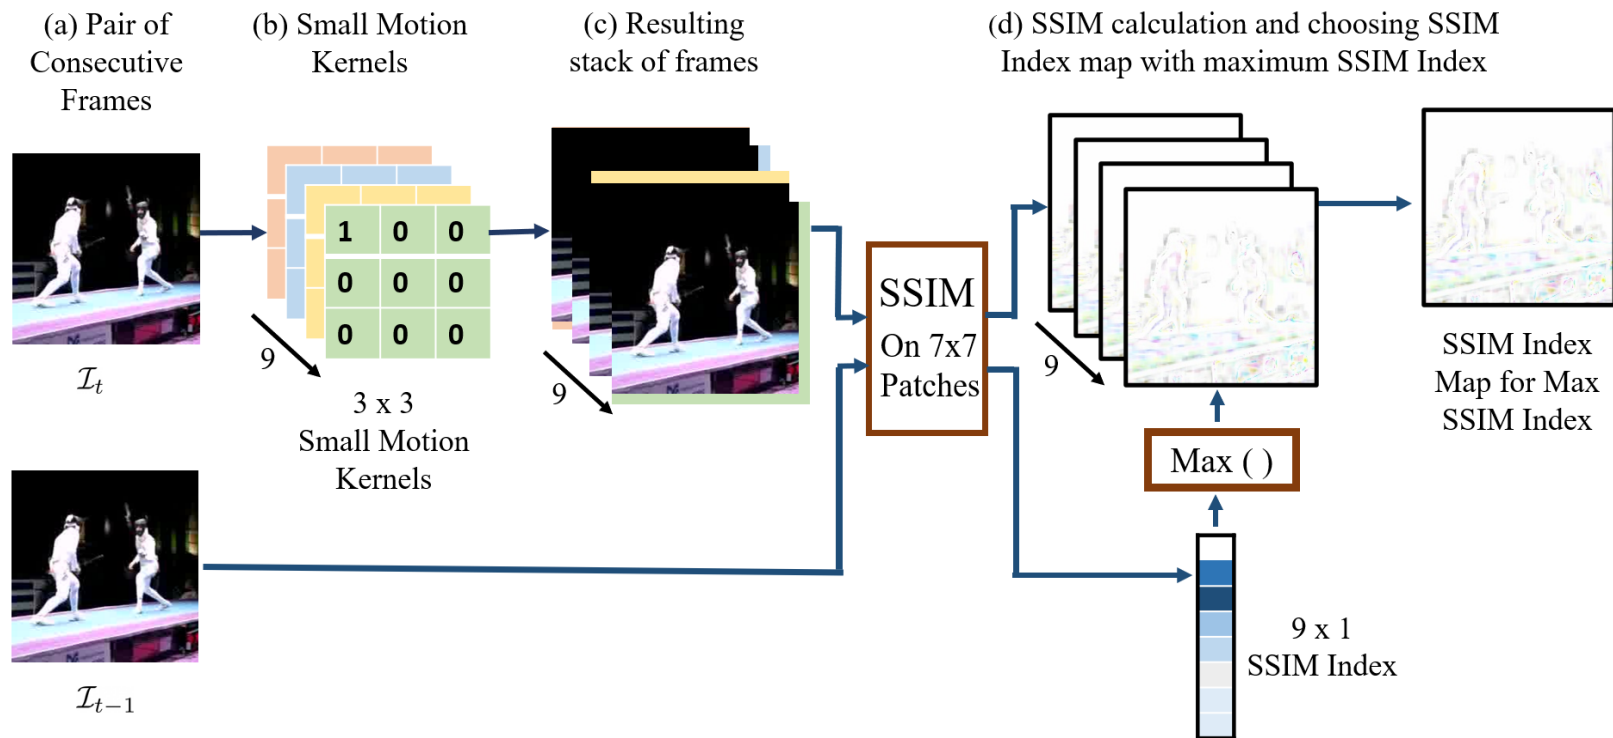 (a) Pair of
Consecutive
Frames
(b) Small Motion
Kernels
(c) Resulting
stack of frames
(d) SSIM calculation and choosing SSIM
Index map with maximum SSIM Index
1 0 0
0 0 0
0 0 0
9
3 x 3
Small Motion
Kernels
9
SSIM
On 7x7
Patches
9
SSIM Index
Map for Max
SSIM Index
Max ( )
9 x 1
SSIM Index
𝓘ₜ
𝓘ₜ₋₁